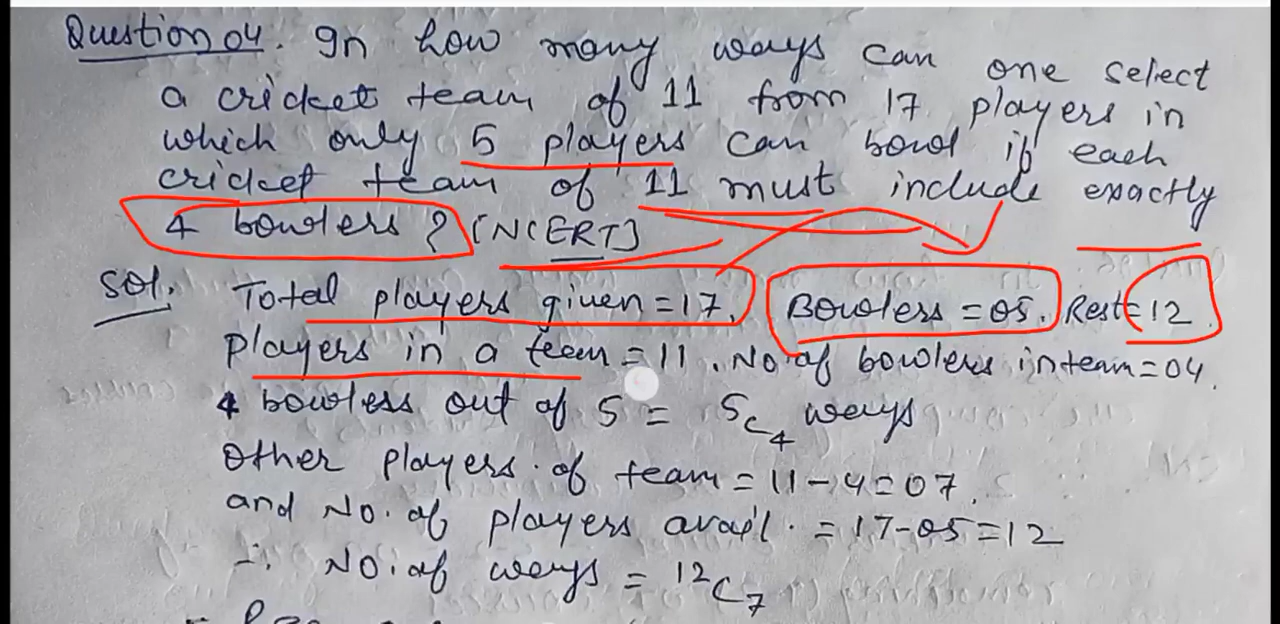 Question 04. In how many ways can one select
a cricket team of 11 from 17 players in
which only 5 players can bowl if each
cricket team of 11 must include exactly
4 bowlers? [NCERT]
Sol. Total players given = 17. Bowlers = 05. Rest = 12.
Players in a team = 11. No. of bowlers in team = 04.
4 bowlers out of 5 = 5C4 ways
Other players of team = 11-4=07.
and No. of players avail. = 17-05=12
∴ No. of ways = 12C7